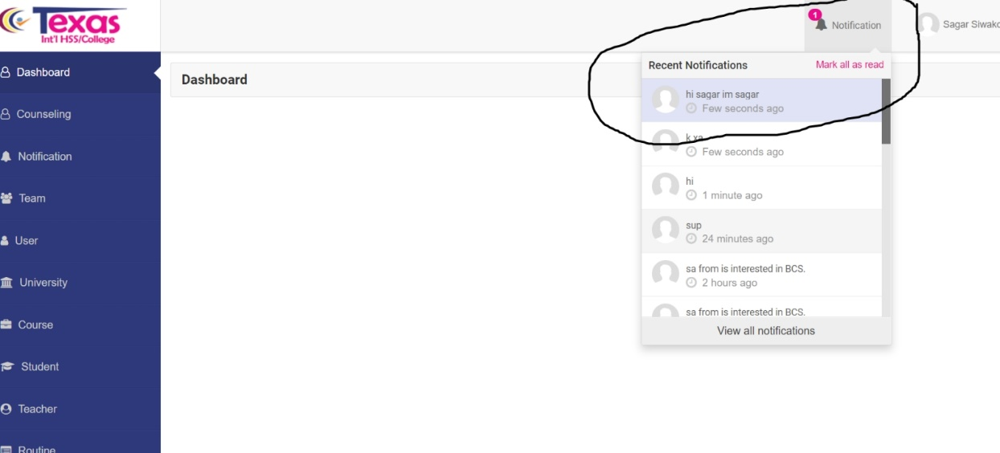 Texas
Int'l HSS/College
1
Notification
Sagar Siwako
Dashboard
Counseling
Notification
Team
User
University
Course
Student
Teacher
Routine
Dashboard
Recent Notifications
Mark all as read
hi sagar im sagar
Few seconds ago
k xa
Few seconds ago
hi
1 minute ago
sup
24 minutes ago
sa from is interested in BCS.
2 hours ago
sa from is interested in BCS.
View all notifications